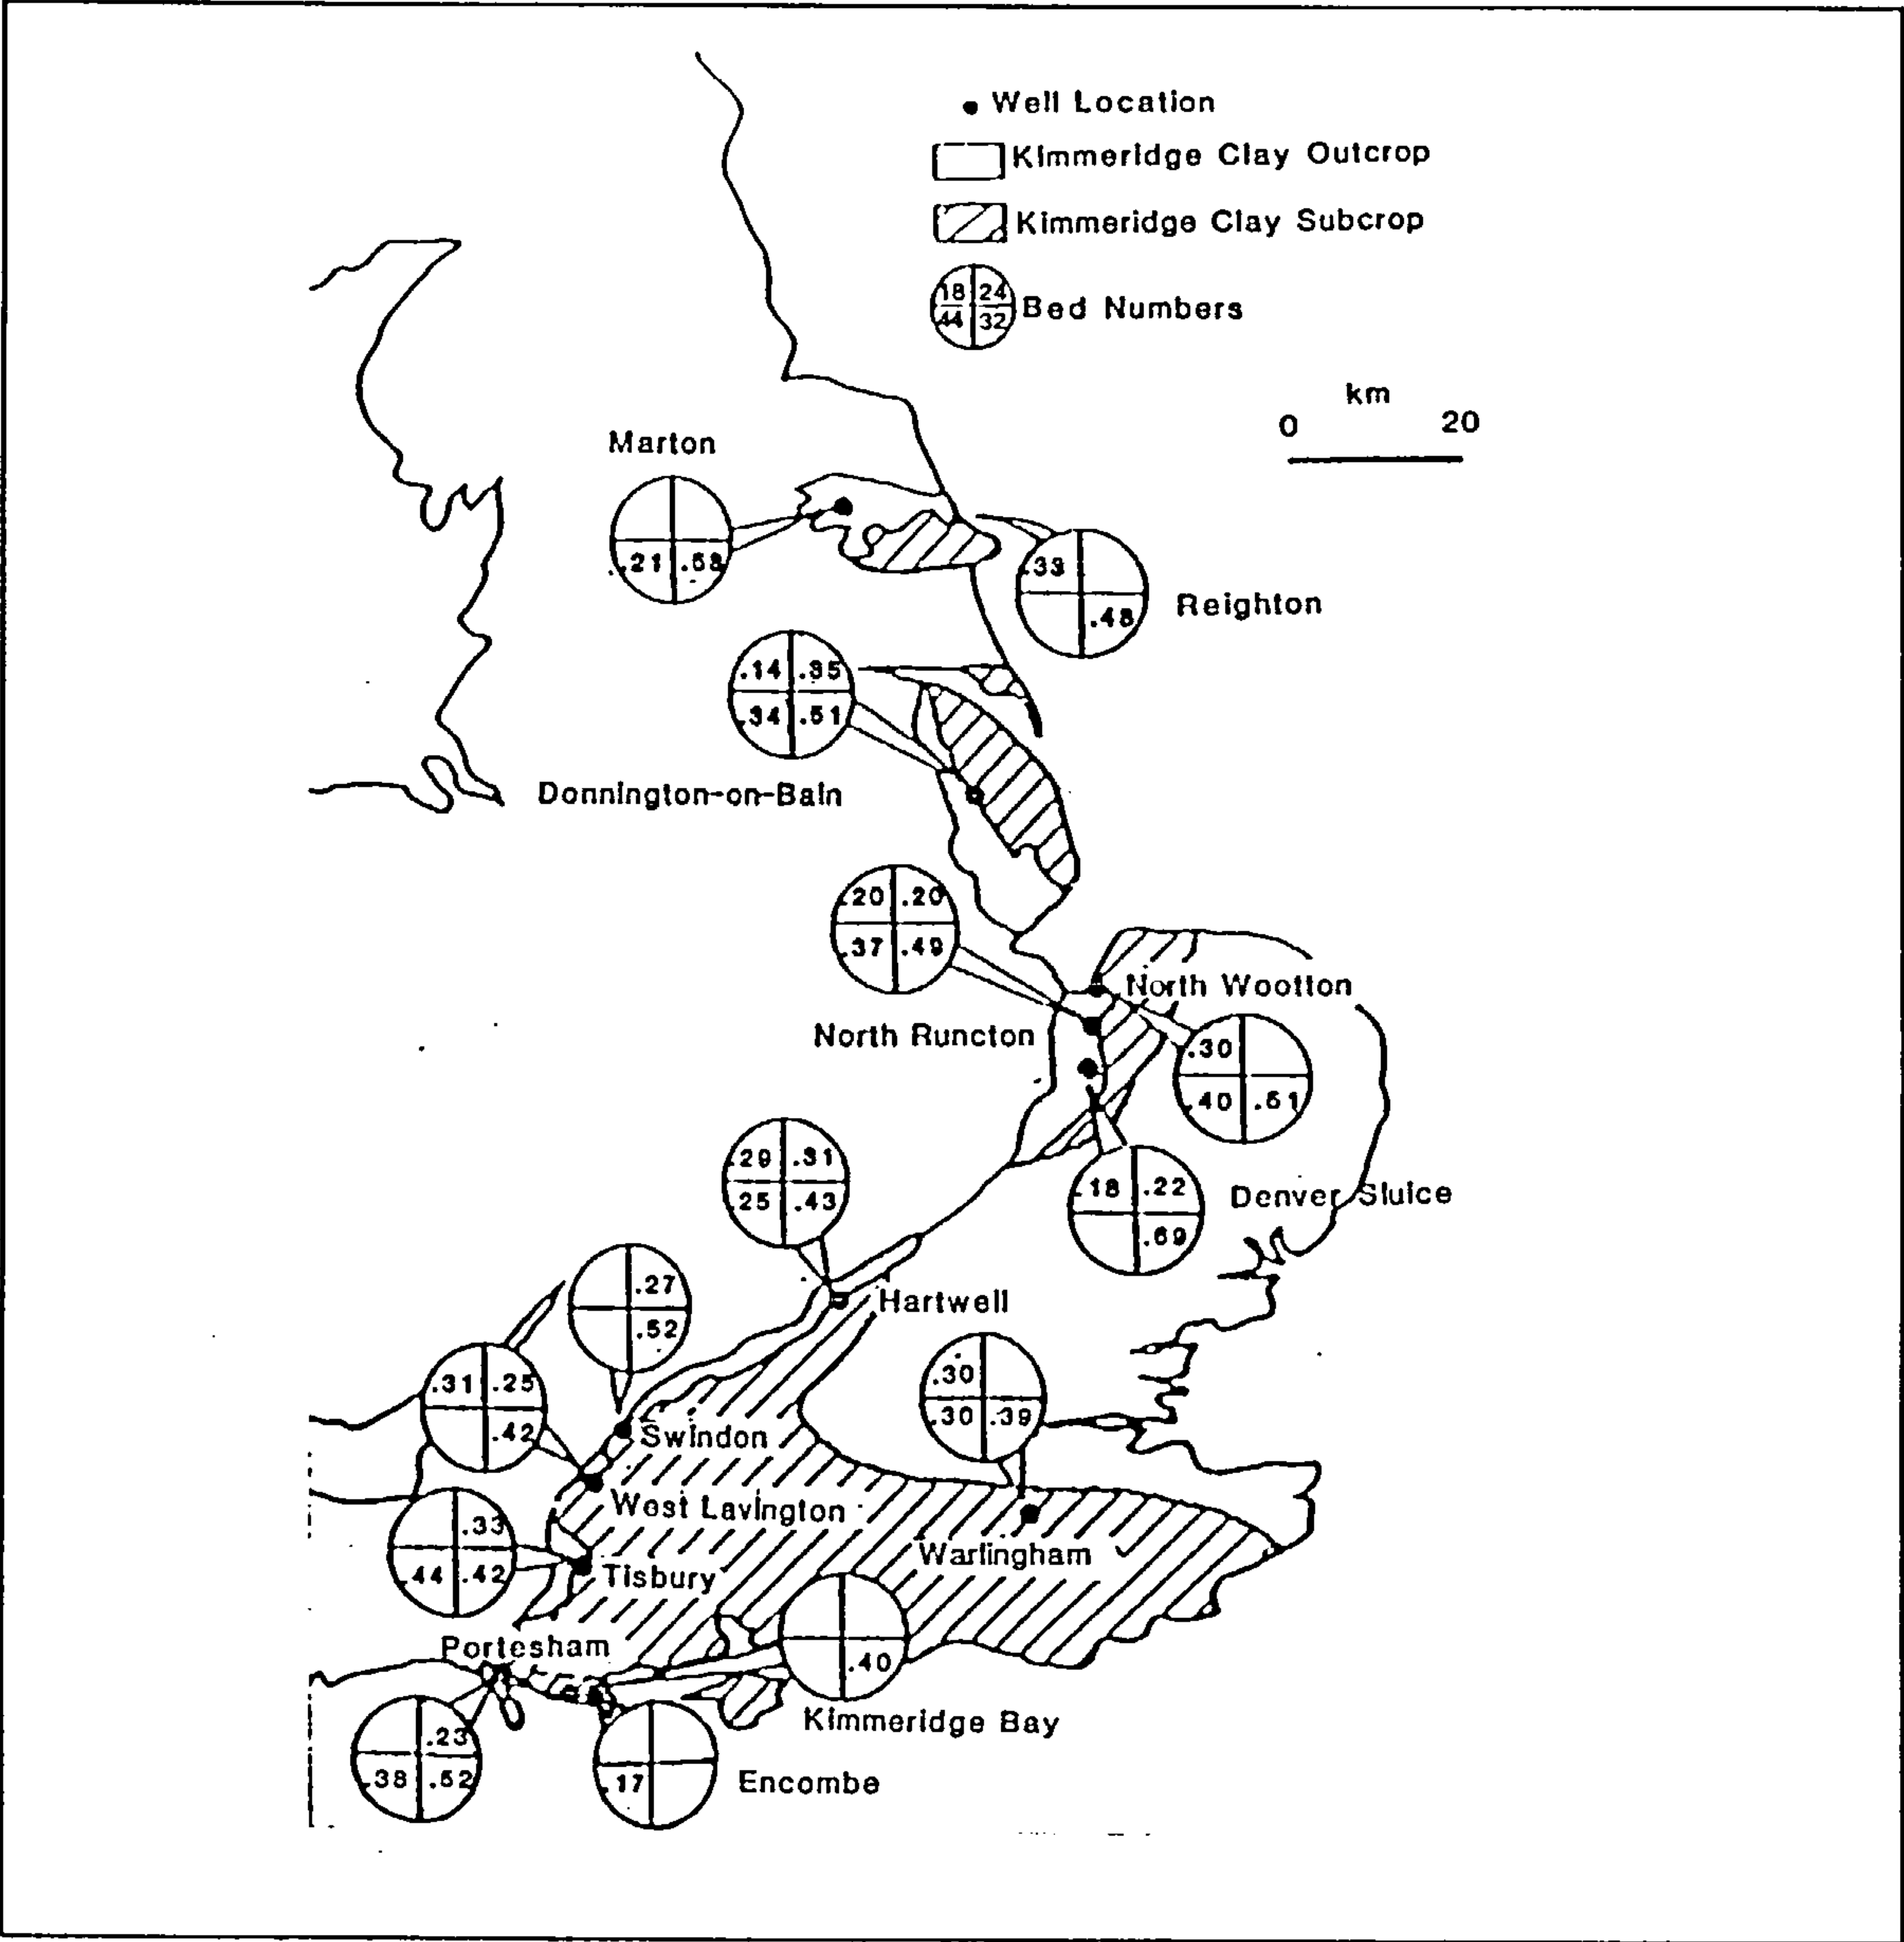 Well Location
Kimmeridge Clay Outcrop
Kimmeridge Clay Subcrop
18 24
44 32
Bed Numbers
km
0 20
Marton
.21 .58
.33
.48
Reighton
.14 .35
.34 .51
Donnington-on-Bain
.20 .20
.37 .49
North Wootton
North Runcton
.30
.40 .51
.29 .31
.25 .43
.18 .22
.69
Denver Sluice
Hartwell
.27
.52
.31 .25
.42
Swindon
.30
.30 .39
West Lavington
.33
.44 .42
Tisbury
Warlingham
Portesham
.40
Kimmeridge Bay
.23
.38 .52
.17
Encombe